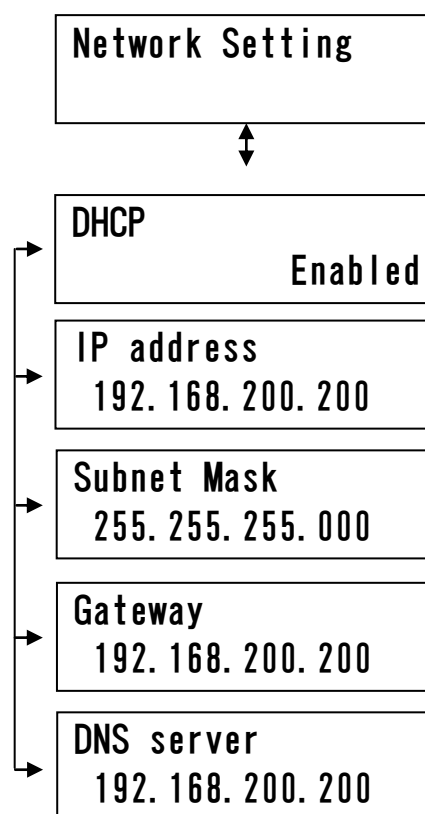 Network Setting
DHCP
Enabled
IP address
192.168.200.200
Subnet Mask
255.255.255.000
Gateway
192.168.200.200
DNS server
192.168.200.200